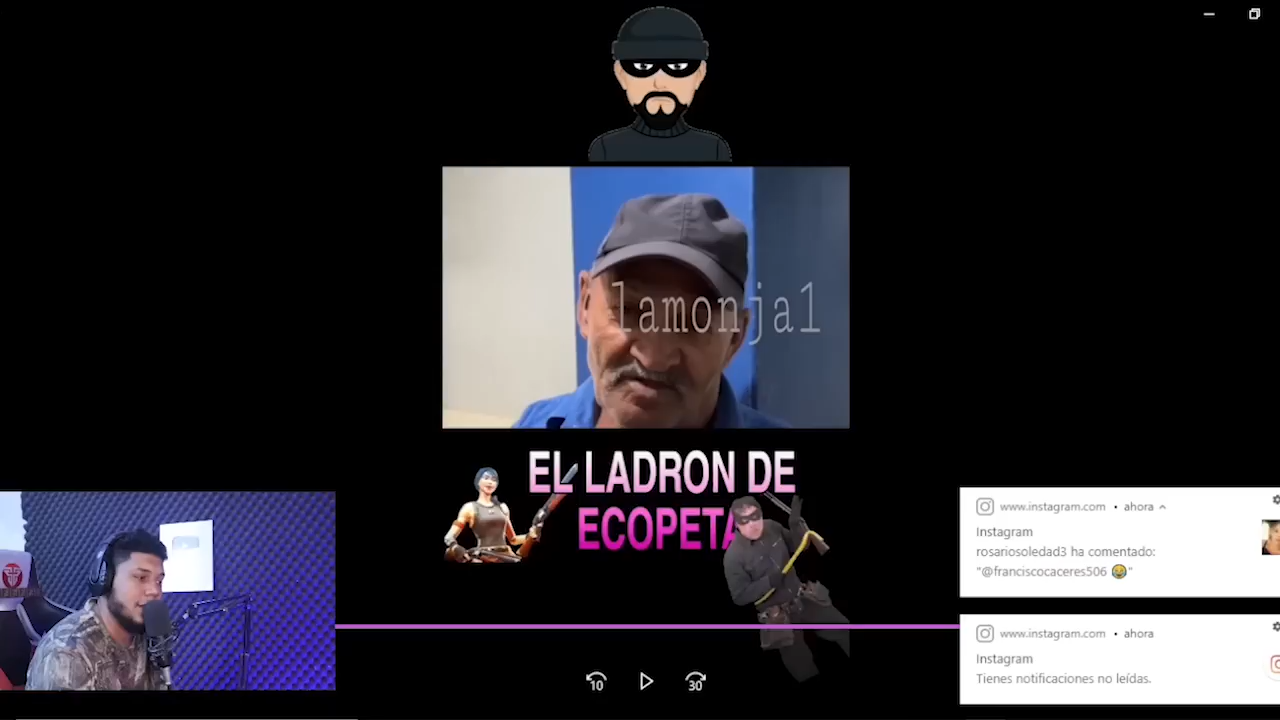 lamonja1
EL LADRON DE
ECOPETA
www.instagram.com • ahora
Instagram
rosariosoledad3 ha comentado:
"@franciscocaceres506 😂"
www.instagram.com • ahora
Instagram
Tienes notificaciones no leídas.
10
30